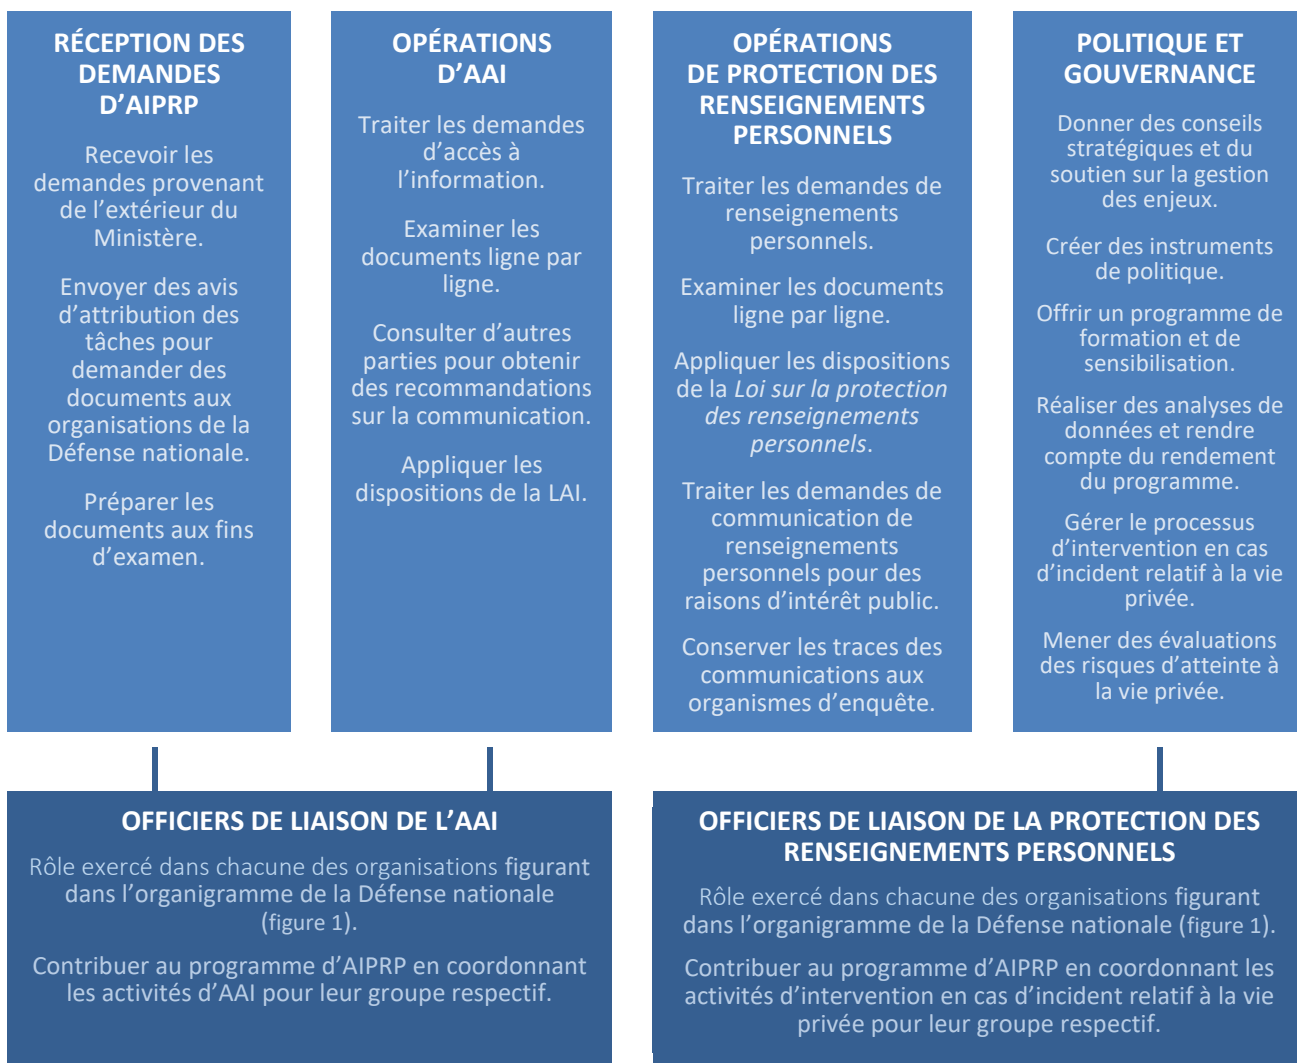 RÉCEPTION DES
DEMANDES
D’AIPRP
Recevoir les
demandes provenant
de l’extérieur du
Ministère.
Envoyer des avis
d’attribution des
tâches pour
demander des
documents aux
organisations de la
Défense nationale.
Préparer les
documents aux fins
d’examen.
OPÉRATIONS
D’AAI
Traiter les demandes
d’accès à
l’information.
Examiner les
documents ligne par
ligne.
Consulter d’autres
parties pour obtenir
des recommandations
sur la communication.
Appliquer les
dispositions de la LAI.
OPÉRATIONS
DE PROTECTION DES
RENSEIGNEMENTS
PERSONNELS
Traiter les demandes de
renseignements
personnels.
Examiner les documents
ligne par ligne.
Appliquer les dispositions
de la Loi sur la protection
des renseignements
personnels.
Traiter les demandes de
communication de
renseignements
personnels pour des
raisons d’intérêt public.
Conserver les traces des
communications aux
organismes d’enquête.
POLITIQUE ET
GOUVERNANCE
Donner des conseils
stratégiques et du
soutien sur la gestion
des enjeux.
Créer des instruments
de politique.
Offrir un programme de
formation et de
sensibilisation.
Réaliser des analyses de
données et rendre
compte du rendement
du programme.
Gérer le processus
d’intervention en cas
d’incident relatif à la vie
privée.
Mener des évaluations
des risques d’atteinte à
la vie privée.
OFFICIERS DE LIAISON DE L’AAI
Rôle exercé dans chacune des organisations figurant
dans l’organigramme de la Défense nationale
(figure 1).
Contribuer au programme d’AIPRP en coordonnant
les activités d’AAI pour leur groupe respectif.
OFFICIERS DE LIAISON DE LA PROTECTION DES
RENSEIGNEMENTS PERSONNELS
Rôle exercé dans chacune des organisations figurant
dans l’organigramme de la Défense nationale (figure 1).
Contribuer au programme d’AIPRP en coordonnant les
activités d’intervention en cas d’incident relatif à la vie
privée pour leur groupe respectif.